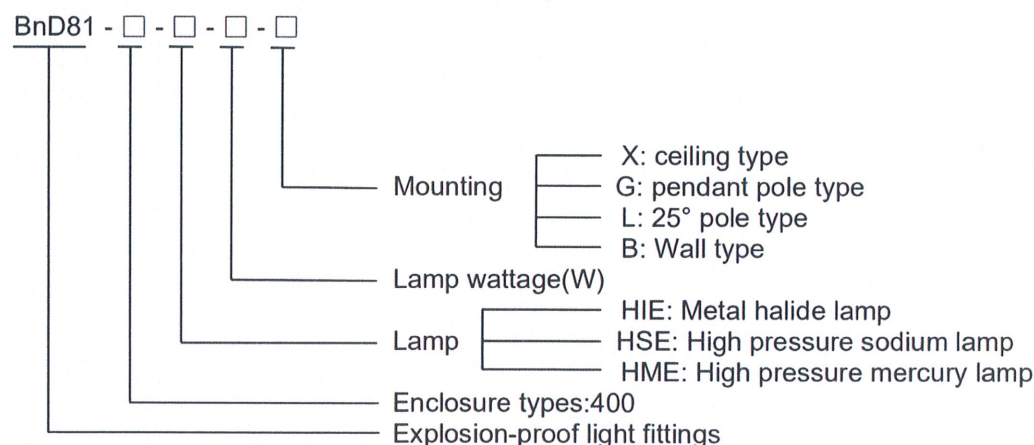 BnD81 - □ - □ - □ - □
X: ceiling type
Mounting
G: pendant pole type
L: 25° pole type
B: Wall type
Lamp wattage(W)
HIE: Metal halide lamp
Lamp
HSE: High pressure sodium lamp
HME: High pressure mercury lamp
Enclosure types:400
Explosion-proof light fittings